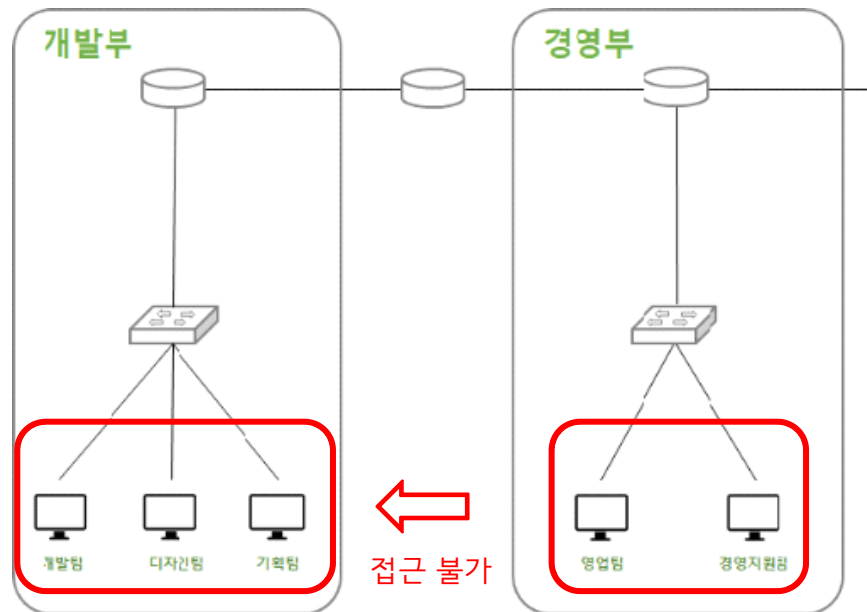 개발부
경영부
개발팀
디자인팀
기획팀
접근 불가
영업팀
경영지원팀